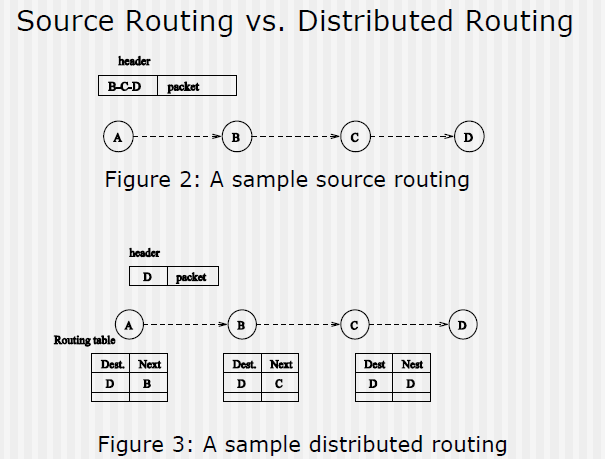 Source Routing vs. Distributed Routing
header
B-C-D packet
A B C D
Figure 2: A sample source routing
header
D packet
A B C D
Routing table
Dest. Next Dest. Next Dest Nest
D B D C D D
Figure 3: A sample distributed routing